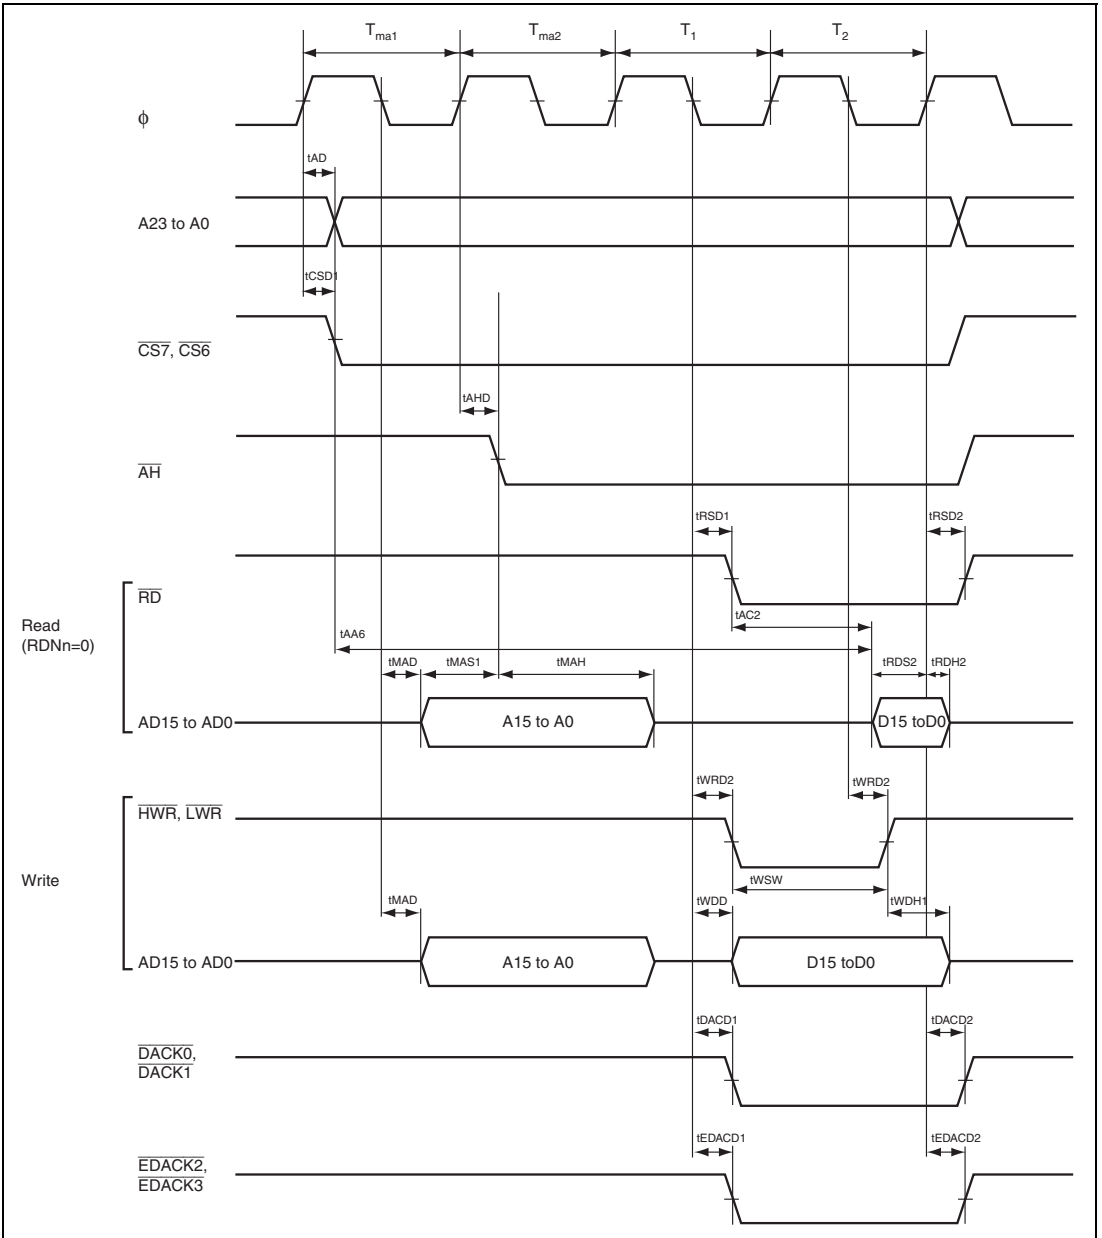 Tma1 Tma2 T1 T2
ϕ
tAD
A23 to A0
tCSD1
CS7, CS6
tAHD
AH
tRSD1 tRSD2
RD
Read
(RDNn=0)
tAC2
tAA6
tMAD tMAS1 tMAH tRDS2 tRDH2
AD15 to AD0 A15 to A0 D15 toD0
tWRD2 tWRD2
HWR, LWR
Write
tWSW
tMAD tWDD tWDH1
AD15 to AD0 A15 to A0 D15 toD0
tDACD1 tDACD2
DACK0,
DACK1
tEDACD1 tEDACD2
EDACK2,
EDACK3